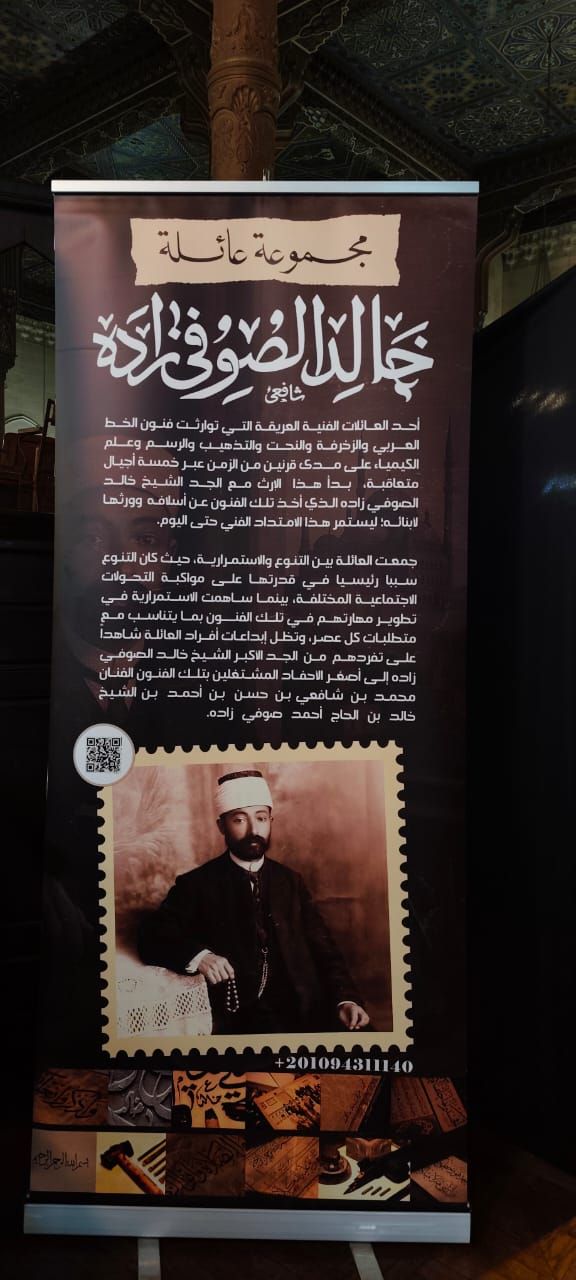 مجموعة عائلة
خالد الصوفي زاده
شافعي
أحد العائلات الفنية العريقة التي توارثت فنون الخط
العربي والزخرفة والنحت والتذهيب والرسم وعلم
الكيمياء على مدى قرنين من الزمن عبر خمسة أجيال
متعاقبة، بدأ هذا الارث مع الجد الشيخ خالد
الصوفي زاده الذي أخذ تلك الفنون عن أسلافه وورثها
لابنائه؛ ليستمر هذا الامتداد الفني حتى اليوم.
جمعت العائلة بين التنوع والاستمرارية، حيث كان التنوع
سببا رئيسيا في قدرتها على مواكبة التحولات
الاجتماعية المختلفة، بينما ساهمت الاستمرارية في
تطوير مهارتهم في تلك الفنون بما يتناسب مع
متطلبات كل عصر، وتظل إبداعات أفراد العائلة شاهداً
على تفردهم من الجد الاكبر الشيخ خالد الصوفي
زاده إلى أصغر الاحفاد المشتغلين بتلك الفنون الفنان
محمد بن شافعي بن حسن بن أحمد بن الشيخ
خالد بن الحاج أحمد صوفي زاده.
+201094311140
بسم الله الرحمن الرحيم